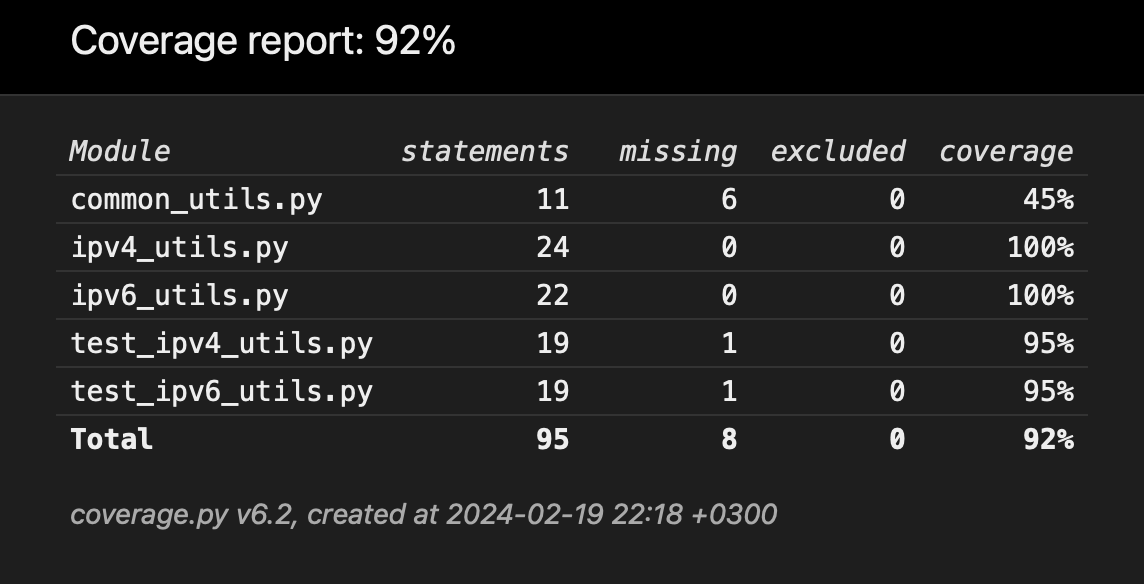 Coverage report: 92%
Module statements missing excluded coverage
common_utils.py 11 6 0 45%
ipv4_utils.py 24 0 0 100%
ipv6_utils.py 22 0 0 100%
test_ipv4_utils.py 19 1 0 95%
test_ipv6_utils.py 19 1 0 95%
Total 95 8 0 92%
coverage.py v6.2, created at 2024-02-19 22:18 +0300